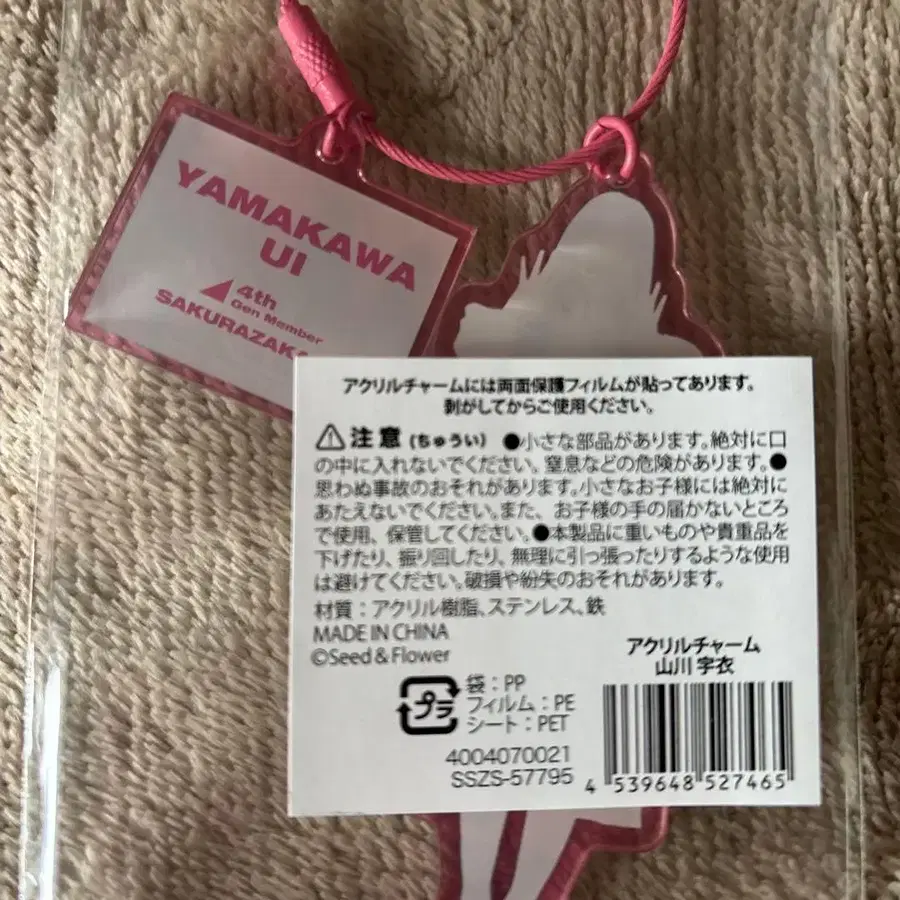 YAMAKAWA
UI
4th
Gen Member
SAKURAZAK
アクリルチャームには両面保護フィルムが貼ってあります。
剥がしてからご使用ください。
⚠注意(ちゅうい) ●小さな部品があります。絶対に口
の中に入れないでください。窒息などの危険があります。●
思わぬ事故のおそれがあります。小さなお子様には絶対に
あたえないでください。また、お子様の手の届かないところ
で使用、保管してください。●本製品に重いものや貴重品を
下げたり、振り回したり、無理に引っ張ったりするような使用
は避けてください。破損や紛失のおそれがあります。
材質：アクリル樹脂、ステンレス、鉄
MADE IN CHINA
©Seed & Flower
アクリルチャーム
山川 宇衣
プラ
袋：PP
フィルム：PE
シート：PET
4004070021
SSZS-57795
4 539648 527465